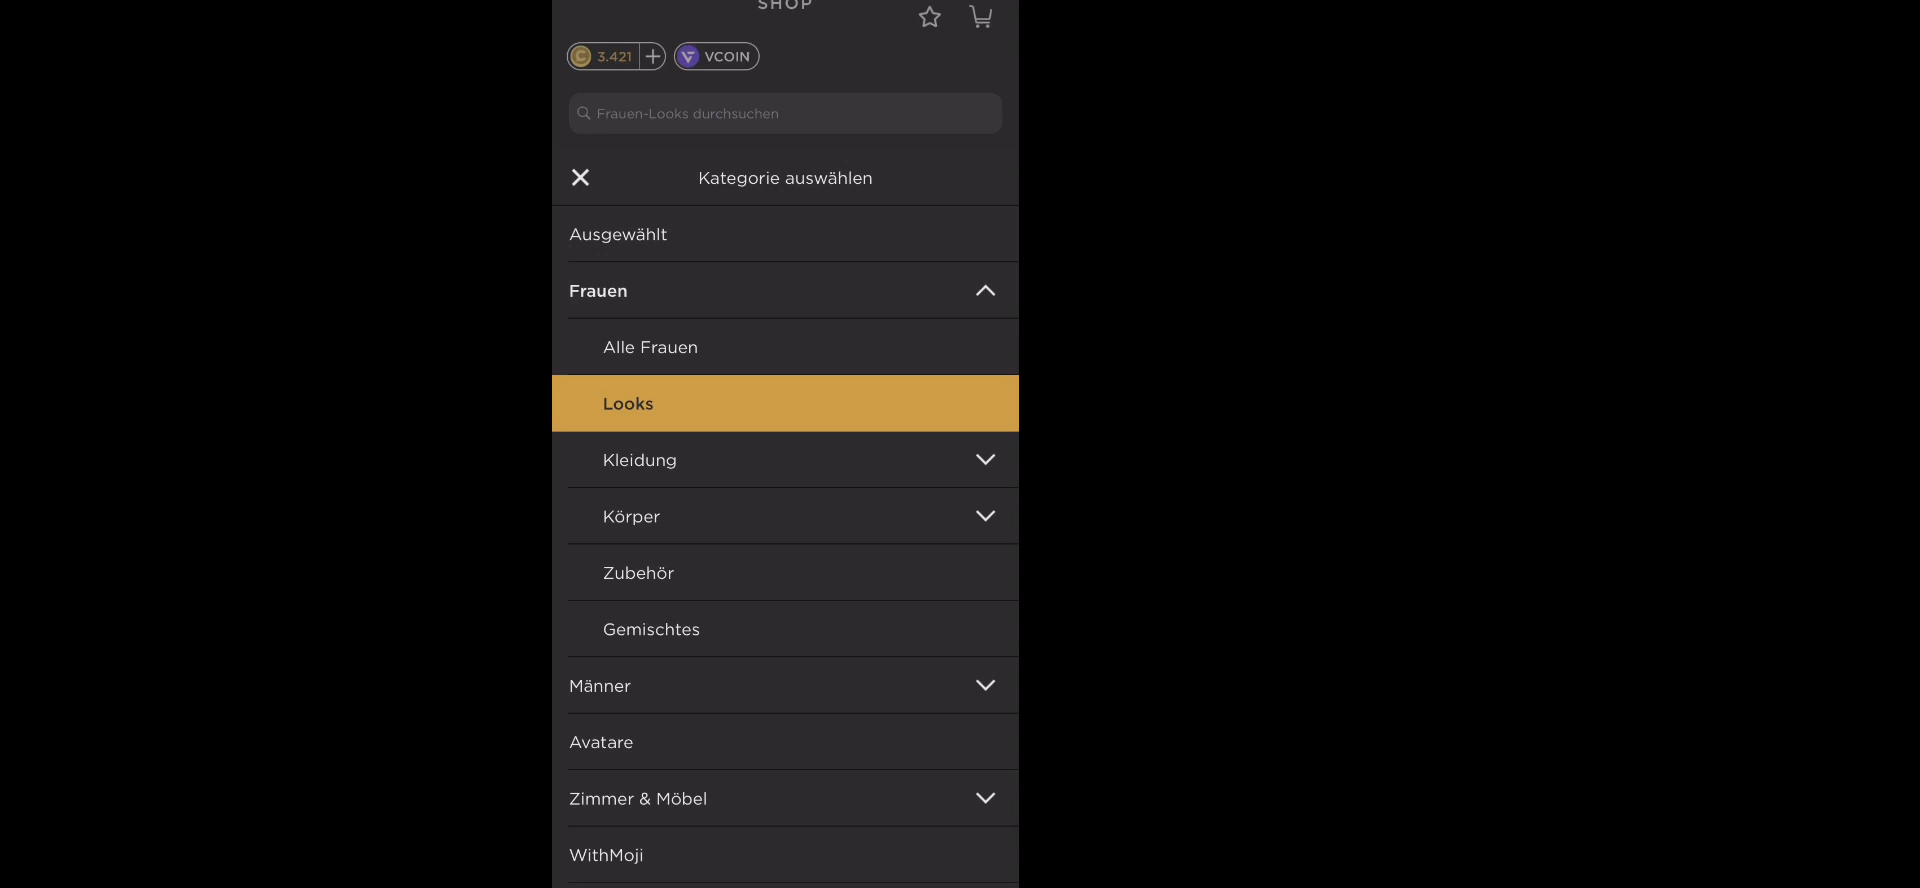 SHOP
3.421
VCOIN
Frauen-Looks durchsuchen
Kategorie auswählen
Ausgewählt
Frauen
Alle Frauen
Looks
Kleidung
Körper
Zubehör
Gemischtes
Männer
Avatare
Zimmer & Möbel
WithMoji